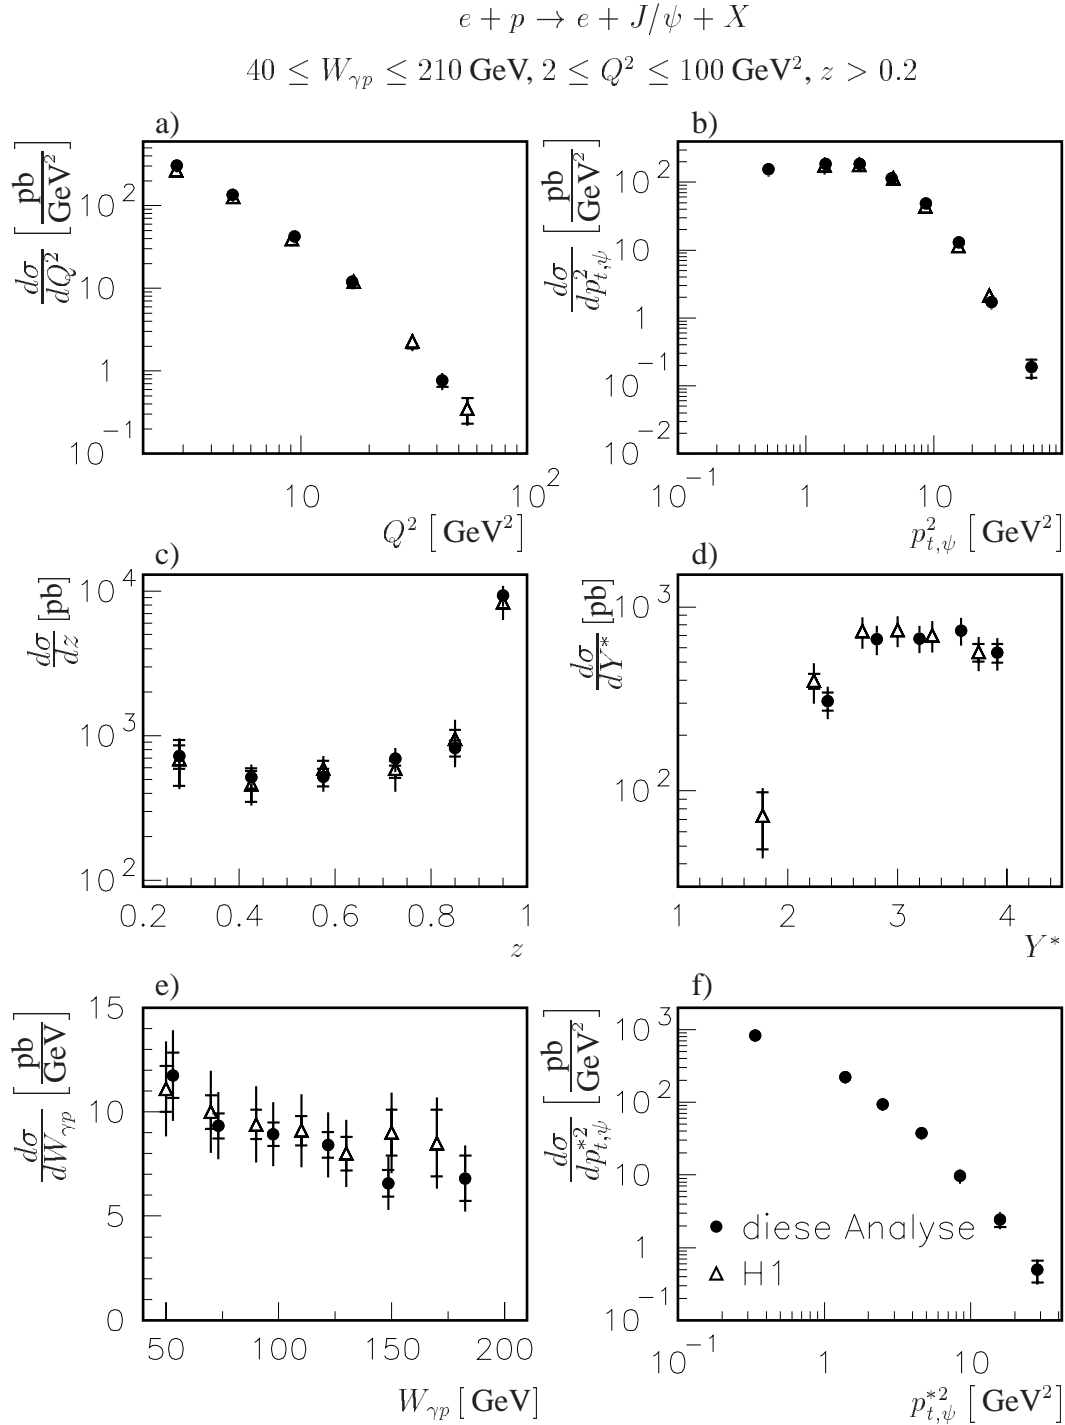 e + p → e + J/ψ + X
40 ≤ W_γp ≤ 210 GeV, 2 ≤ Q² ≤ 100 GeV², z > 0.2
a)
dσ/dQ² [pb/GeV²]
10²
10
1
10⁻¹
10
10²
Q² [GeV²]
b)
dσ/dp²_t,ψ [pb/GeV²]
10²
10
1
10⁻¹
10⁻²
10⁻¹
1
10
p²_t,ψ [GeV²]
c)
dσ/dz [pb]
10⁴
10³
10²
0.2 0.4 0.6 0.8 1
z
d)
dσ/dY* [pb]
10³
10²
1 2 3 4
Y*
e)
dσ/dW_γp [pb/GeV]
15
10
5
0
50 100 150 200
W_γp [GeV]
f)
dσ/dp*²_t,ψ [pb/GeV²]
10³
10²
10
1
10⁻¹
diese Analyse
H1
10⁻¹ 1 10
p*²_t,ψ [GeV²]